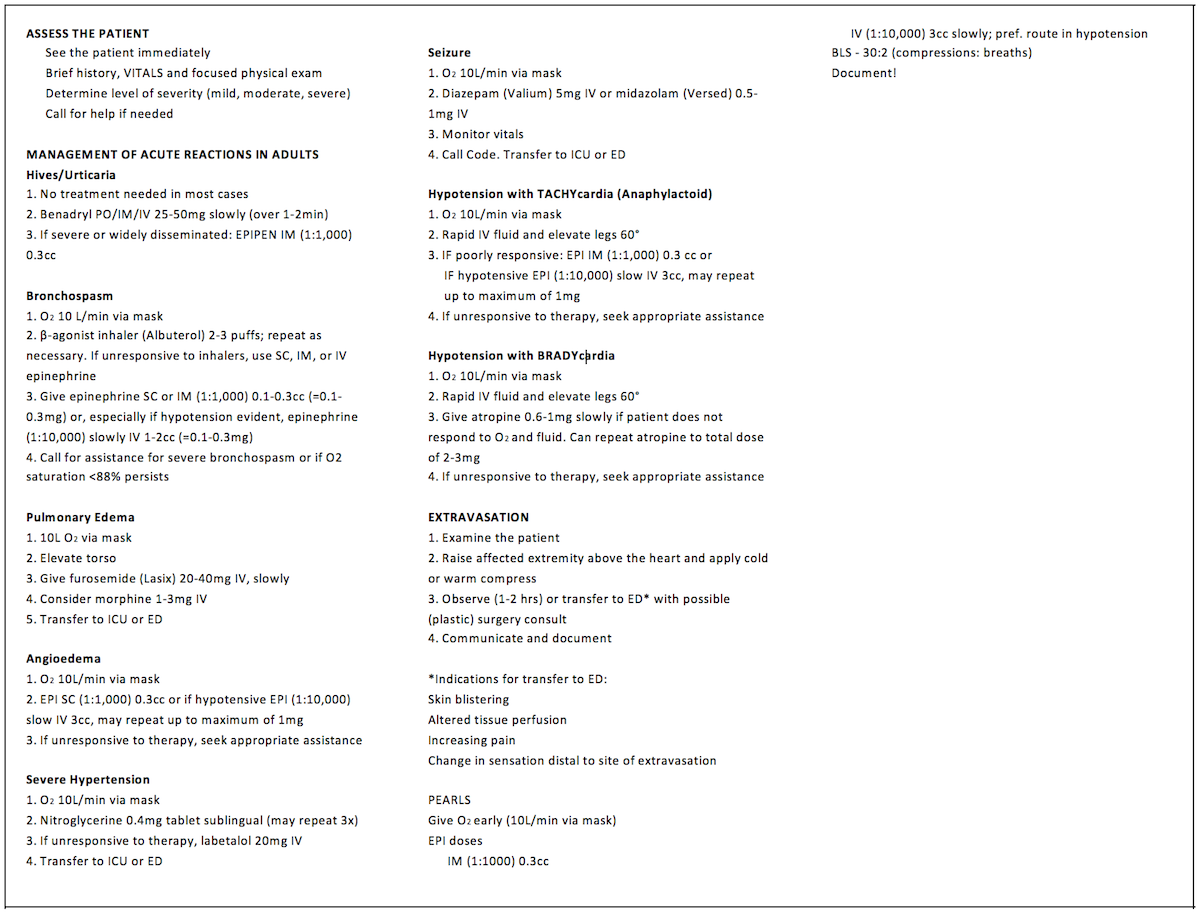 ASSESS THE PATIENT
See the patient immediately
Brief history, VITALS and focused physical exam
Determine level of severity (mild, moderate, severe)
Call for help if needed
MANAGEMENT OF ACUTE REACTIONS IN ADULTS
Hives/Urticaria
1. No treatment needed in most cases
2. Benadryl PO/IM/IV 25-50mg slowly (over 1-2min)
3. If severe or widely disseminated: EPIPEN IM (1:1,000)
0.3cc
Bronchospasm
1. O2 10 L/min via mask
2. β-agonist inhaler (Albuterol) 2-3 puffs; repeat as
necessary. If unresponsive to inhalers, use SC, IM, or IV
epinephrine
3. Give epinephrine SC or IM (1:1,000) 0.1-0.3cc (=0.1-
0.3mg) or, especially if hypotension evident, epinephrine
(1:10,000) slowly IV 1-2cc (=0.1-0.3mg)
4. Call for assistance for severe bronchospasm or if O2
saturation <88% persists
Pulmonary Edema
1. 10L O2 via mask
2. Elevate torso
3. Give furosemide (Lasix) 20-40mg IV, slowly
4. Consider morphine 1-3mg IV
5. Transfer to ICU or ED
Angioedema
1. O2 10L/min via mask
2. EPI SC (1:1,000) 0.3cc or if hypotensive EPI (1:10,000)
slow IV 3cc, may repeat up to maximum of 1mg
3. If unresponsive to therapy, seek appropriate assistance
Severe Hypertension
1. O2 10L/min via mask
2. Nitroglycerine 0.4mg tablet sublingual (may repeat 3x)
3. If unresponsive to therapy, labetalol 20mg IV
4. Transfer to ICU or ED
Seizure
1. O2 10L/min via mask
2. Diazepam (Valium) 5mg IV or midazolam (Versed) 0.5-
1mg IV
3. Monitor vitals
4. Call Code. Transfer to ICU or ED
Hypotension with TACHYcardia (Anaphylactoid)
1. O2 10L/min via mask
2. Rapid IV fluid and elevate legs 60°
3. IF poorly responsive: EPI IM (1:1,000) 0.3 cc or
IF hypotensive EPI (1:10,000) slow IV 3cc, may repeat
up to maximum of 1mg
4. If unresponsive to therapy, seek appropriate assistance
Hypotension with BRADYcardia
1. O2 10L/min via mask
2. Rapid IV fluid and elevate legs 60°
3. Give atropine 0.6-1mg slowly if patient does not
respond to O2 and fluid. Can repeat atropine to total dose
of 2-3mg
4. If unresponsive to therapy, seek appropriate assistance
EXTRAVASATION
1. Examine the patient
2. Raise affected extremity above the heart and apply cold
or warm compress
3. Observe (1-2 hrs) or transfer to ED* with possible
(plastic) surgery consult
4. Communicate and document
*Indications for transfer to ED:
Skin blistering
Altered tissue perfusion
Increasing pain
Change in sensation distal to site of extravasation
PEARLS
Give O2 early (10L/min via mask)
EPI doses
IM (1:1000) 0.3cc
IV (1:10,000) 3cc slowly; pref. route in hypotension
BLS - 30:2 (compressions: breaths)
Document!